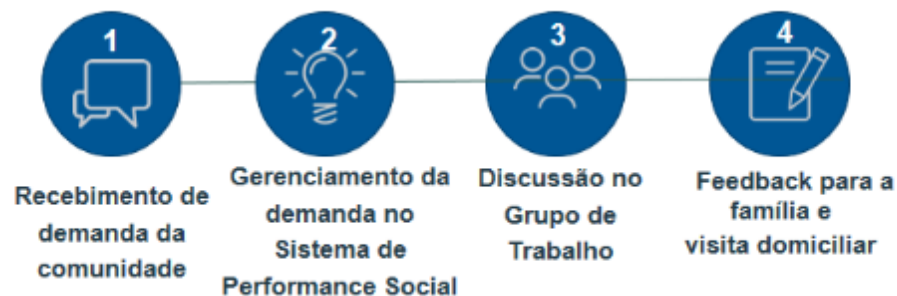 1
Recebimento de
demanda da
comunidade
2
Gerenciamento da
demanda no
Sistema de
Performance Social
3
Discussão no
Grupo de
Trabalho
4
Feedback para a
família e
visita domiciliar